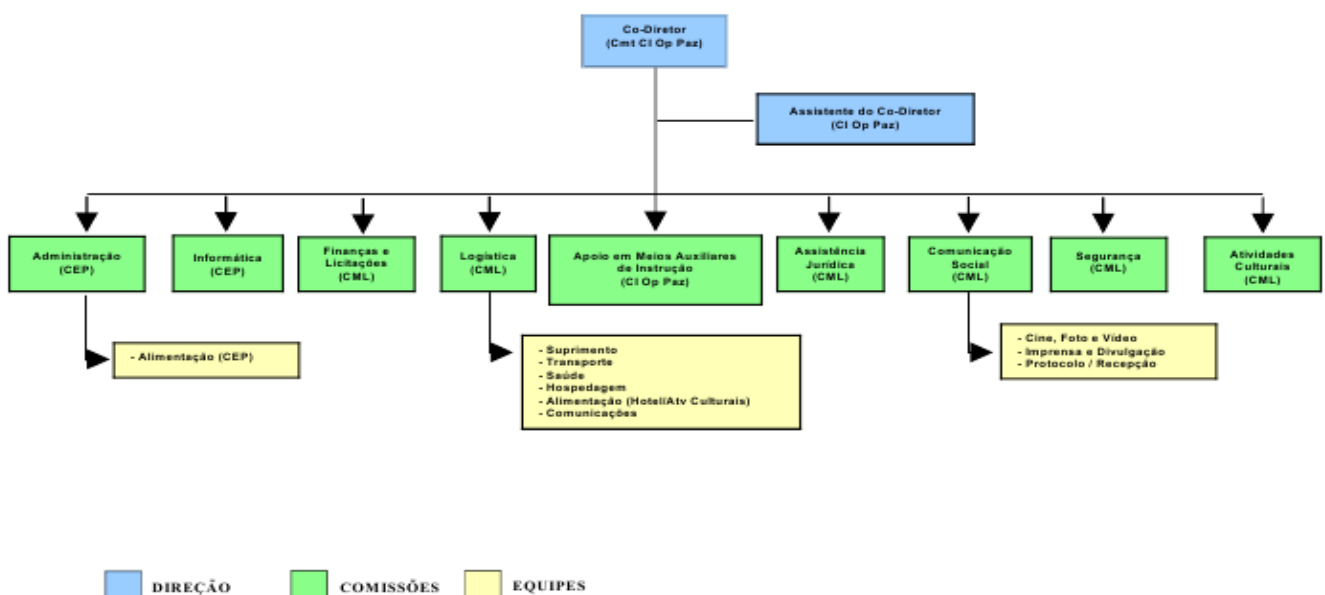 Co-Diretor
(Cmt CI Op Paz)
Assistente do Co-Diretor
(CI Op Paz)
Administração
(CEP)
Informática
(CEP)
Finanças e
Licitações
(CML)
Logística
(CML)
Apoio em Meios Auxiliares
de Instrução
(CI Op Paz)
Assistência
Jurídica
(CML)
Comunicação
Social
(CML)
Segurança
(CML)
Atividades
Culturais
(CML)
- Alimentação (CEP)
- Suprimento
- Transporte
- Saúde
- Hospedagem
- Alimentação (Hotel/Atv Culturais)
- Comunicações
- Cine, Foto e Vídeo
- Imprensa e Divulgação
- Protocolo / Recepção
DIREÇÃO
COMISSÕES
EQUIPES